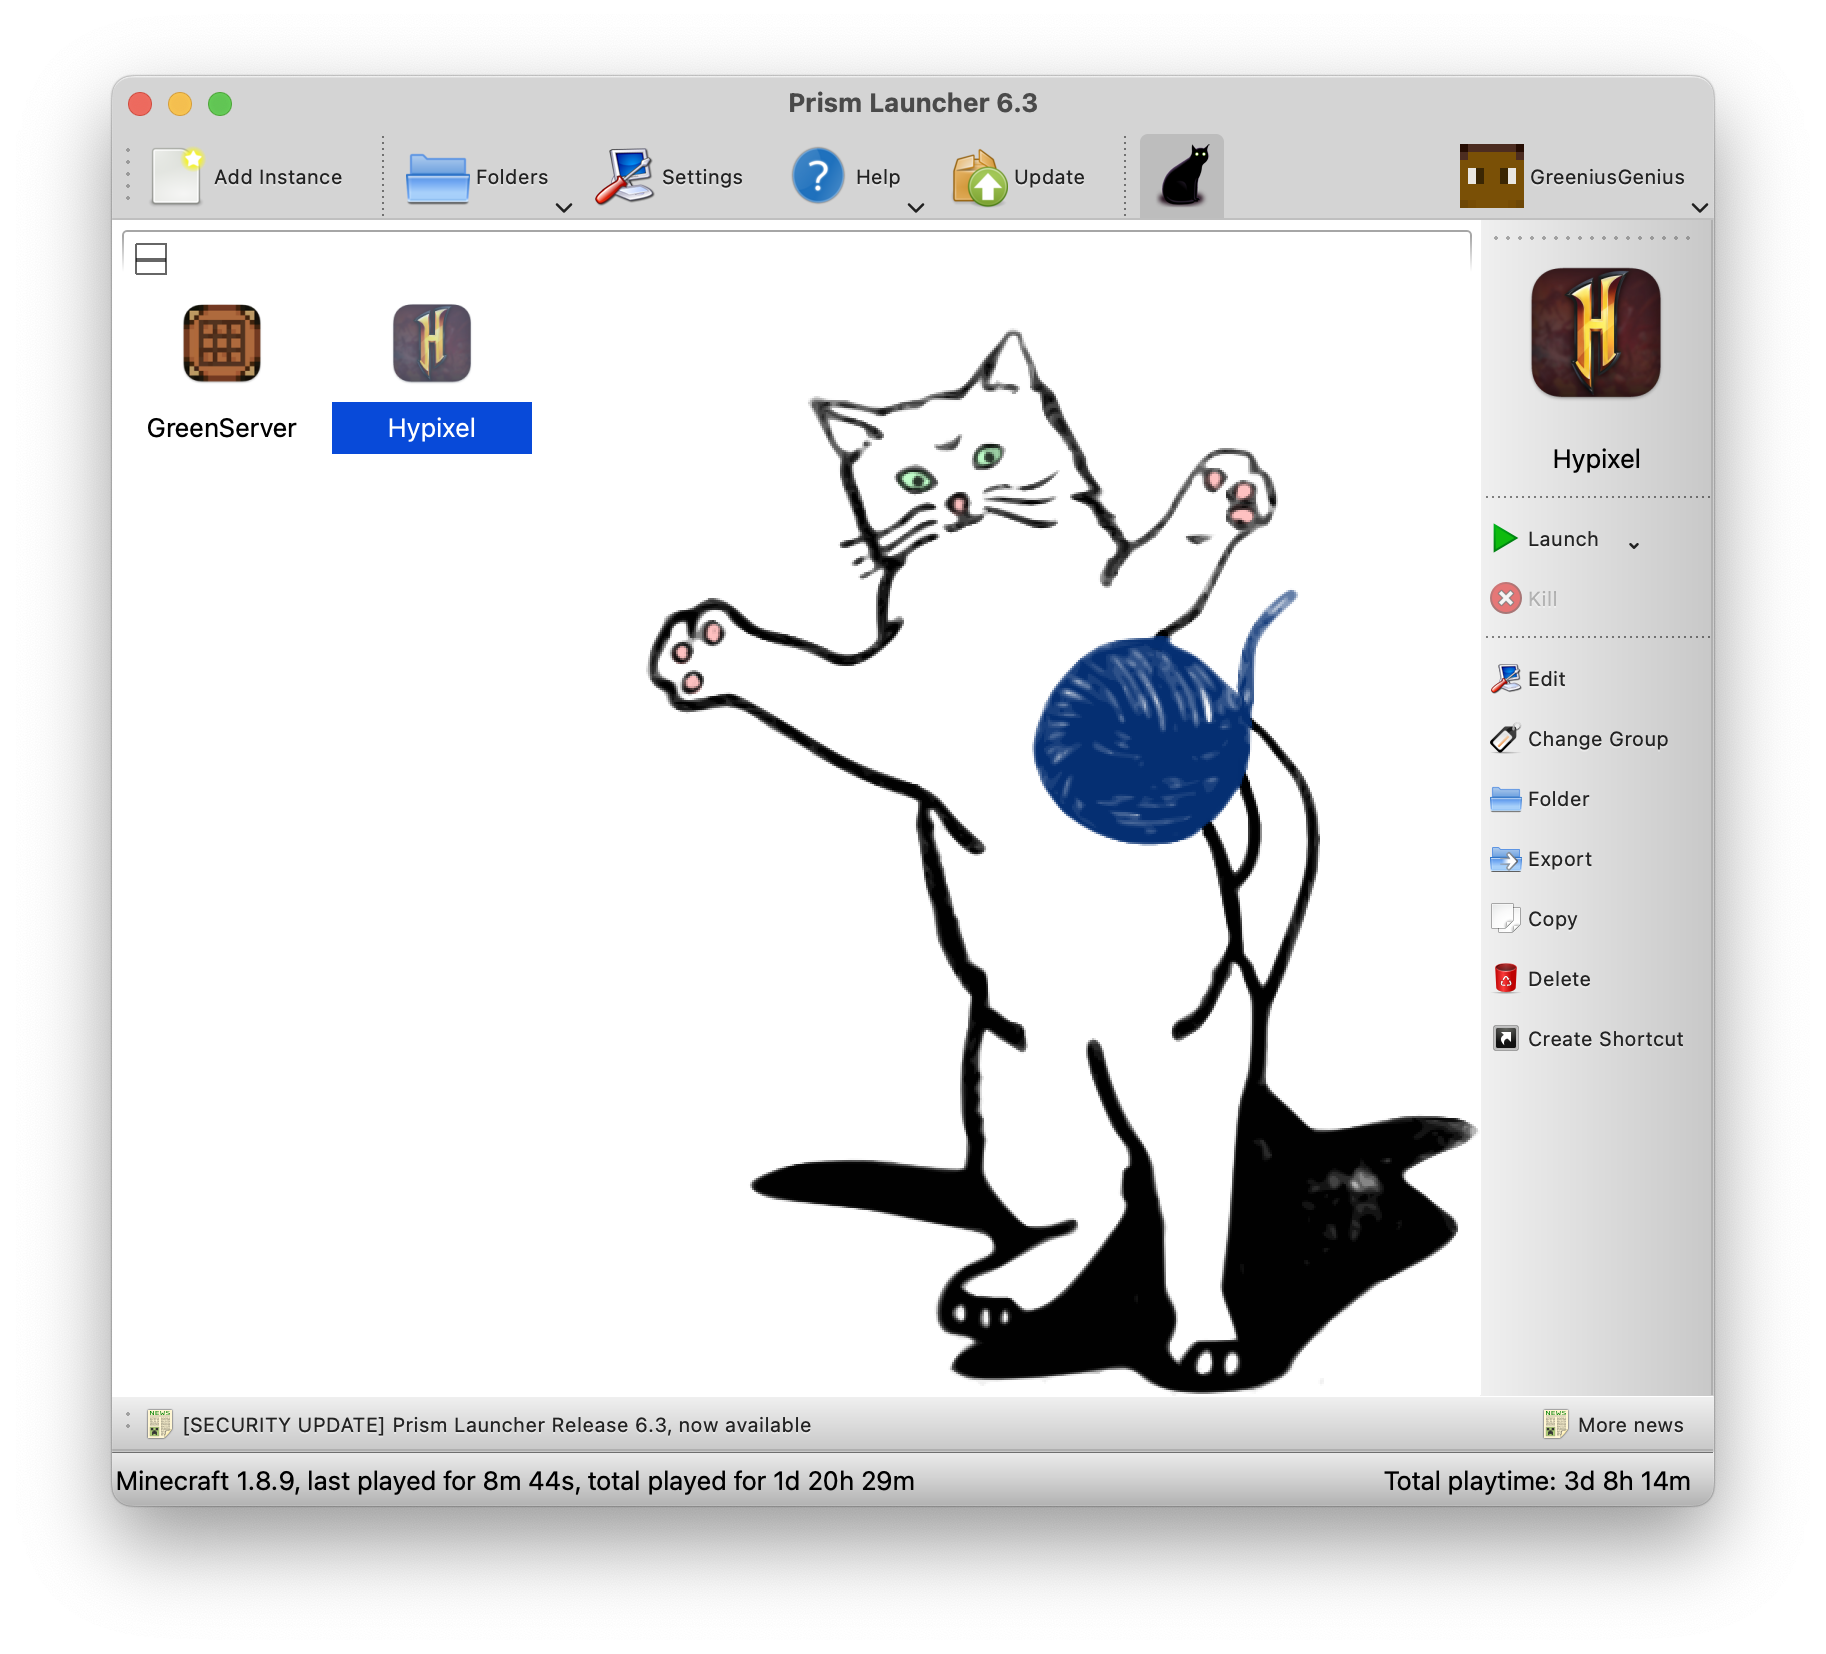 Prism Launcher 6.3
Add Instance
Folders
Settings
Help
Update
GreeniusGenius
GreenServer
Hypixel
Hypixel
Launch
Kill
Edit
Change Group
Folder
Export
Copy
Delete
Create Shortcut
[SECURITY UPDATE] Prism Launcher Release 6.3, now available
More news
Minecraft 1.8.9, last played for 8m 44s, total played for 1d 20h 29m
Total playtime: 3d 8h 14m